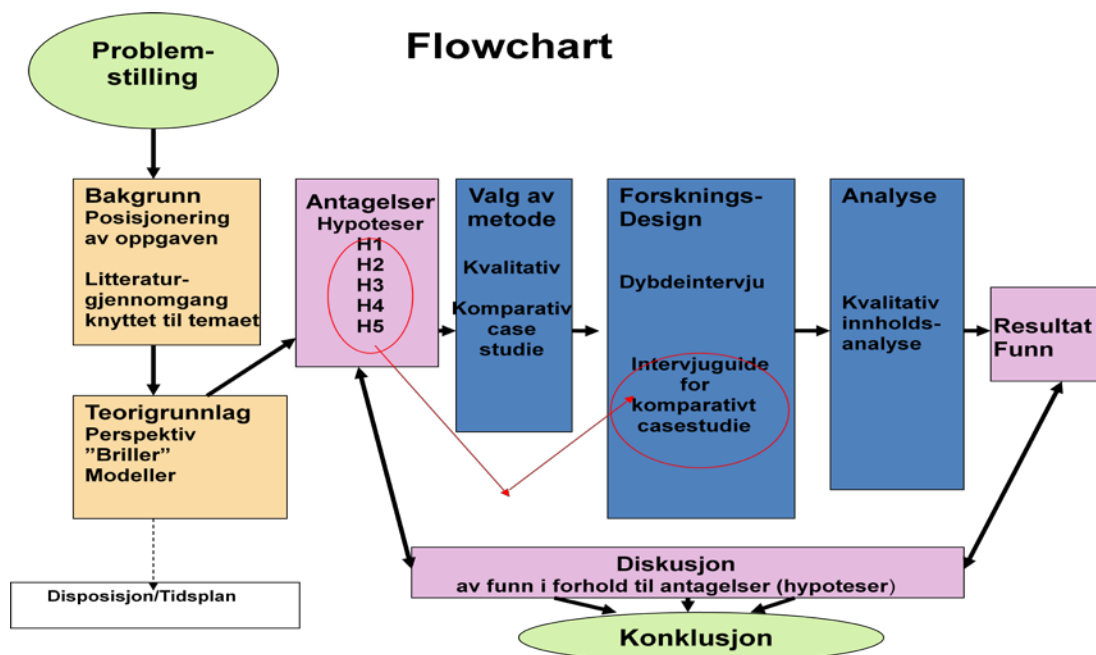 Flowchart
Problem-
stilling
Bakgrunn
Posisjonering
av oppgaven
Litteratur-
gjennomgang
knyttet til temaet
Teorigrunnlag
Perspektiv
”Briller”
Modeller
Disposisjon/Tidsplan
Antagelser
Hypoteser
H1
H2
H3
H4
H5
Valg av
metode
Kvalitativ
Komparativ
case
studie
Forsknings-
Design
Dybdeintervju
Intervjuguide
for
komparativt
casestudie
Analyse
Kvalitativ
innholds-
analyse
Resultat
Funn
Diskusjon
av funn i forhold til antagelser (hypoteser)
Konklusjon